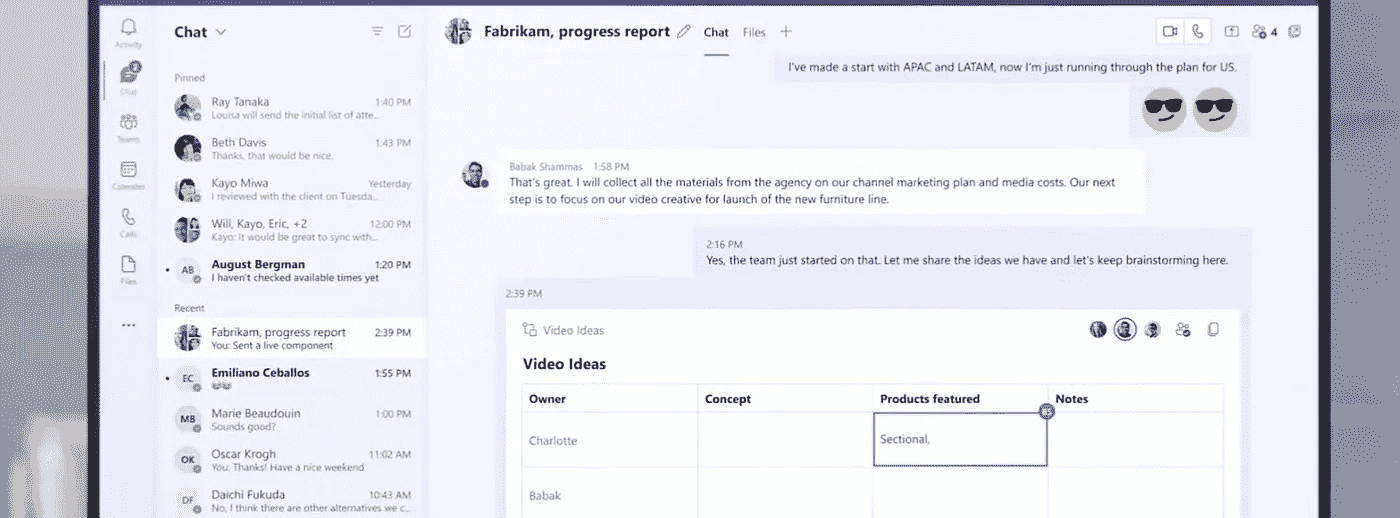 Activity
Chat
Teams
Calendar
Calls
Files
Chat
Pinned
Ray Tanaka 1:40 PM
Louisa will send the initial list of atte...
Beth Davis 1:43 PM
Thanks, that would be nice.
Kayo Miwa Yesterday
I reviewed with the client on Tuesda...
Will, Kayo, Eric, +2 12:00 PM
Kayo: It would be great to sync with...
AB August Bergman 1:20 PM
I haven't checked available times yet
Recent
Fabrikam, progress report 2:39 PM
You: Sent a live component
EC Emiliano Ceballos 1:55 PM
MB Marie Beaudouin 1:00 PM
Sounds good?
OK Oscar Krogh 11:02 AM
You: Thanks! Have a nice weekend
DF Daichi Fukuda 10:43 AM
No, I think there are other alternatives we c...
Fabrikam, progress report Chat Files 4
I've made a start with APAC and LATAM, now I'm just running through the plan for US.
Babak Shammas 1:58 PM
That's great. I will collect all the materials from the agency on our channel marketing plan and media costs. Our next
step is to focus on our video creative for launch of the new furniture line.
2:16 PM
Yes, the team just started on that. Let me share the ideas we have and let's keep brainstorming here.
2:39 PM
Video Ideas
Video Ideas
Owner Concept Products featured Notes
Charlotte Sectional,
Babak